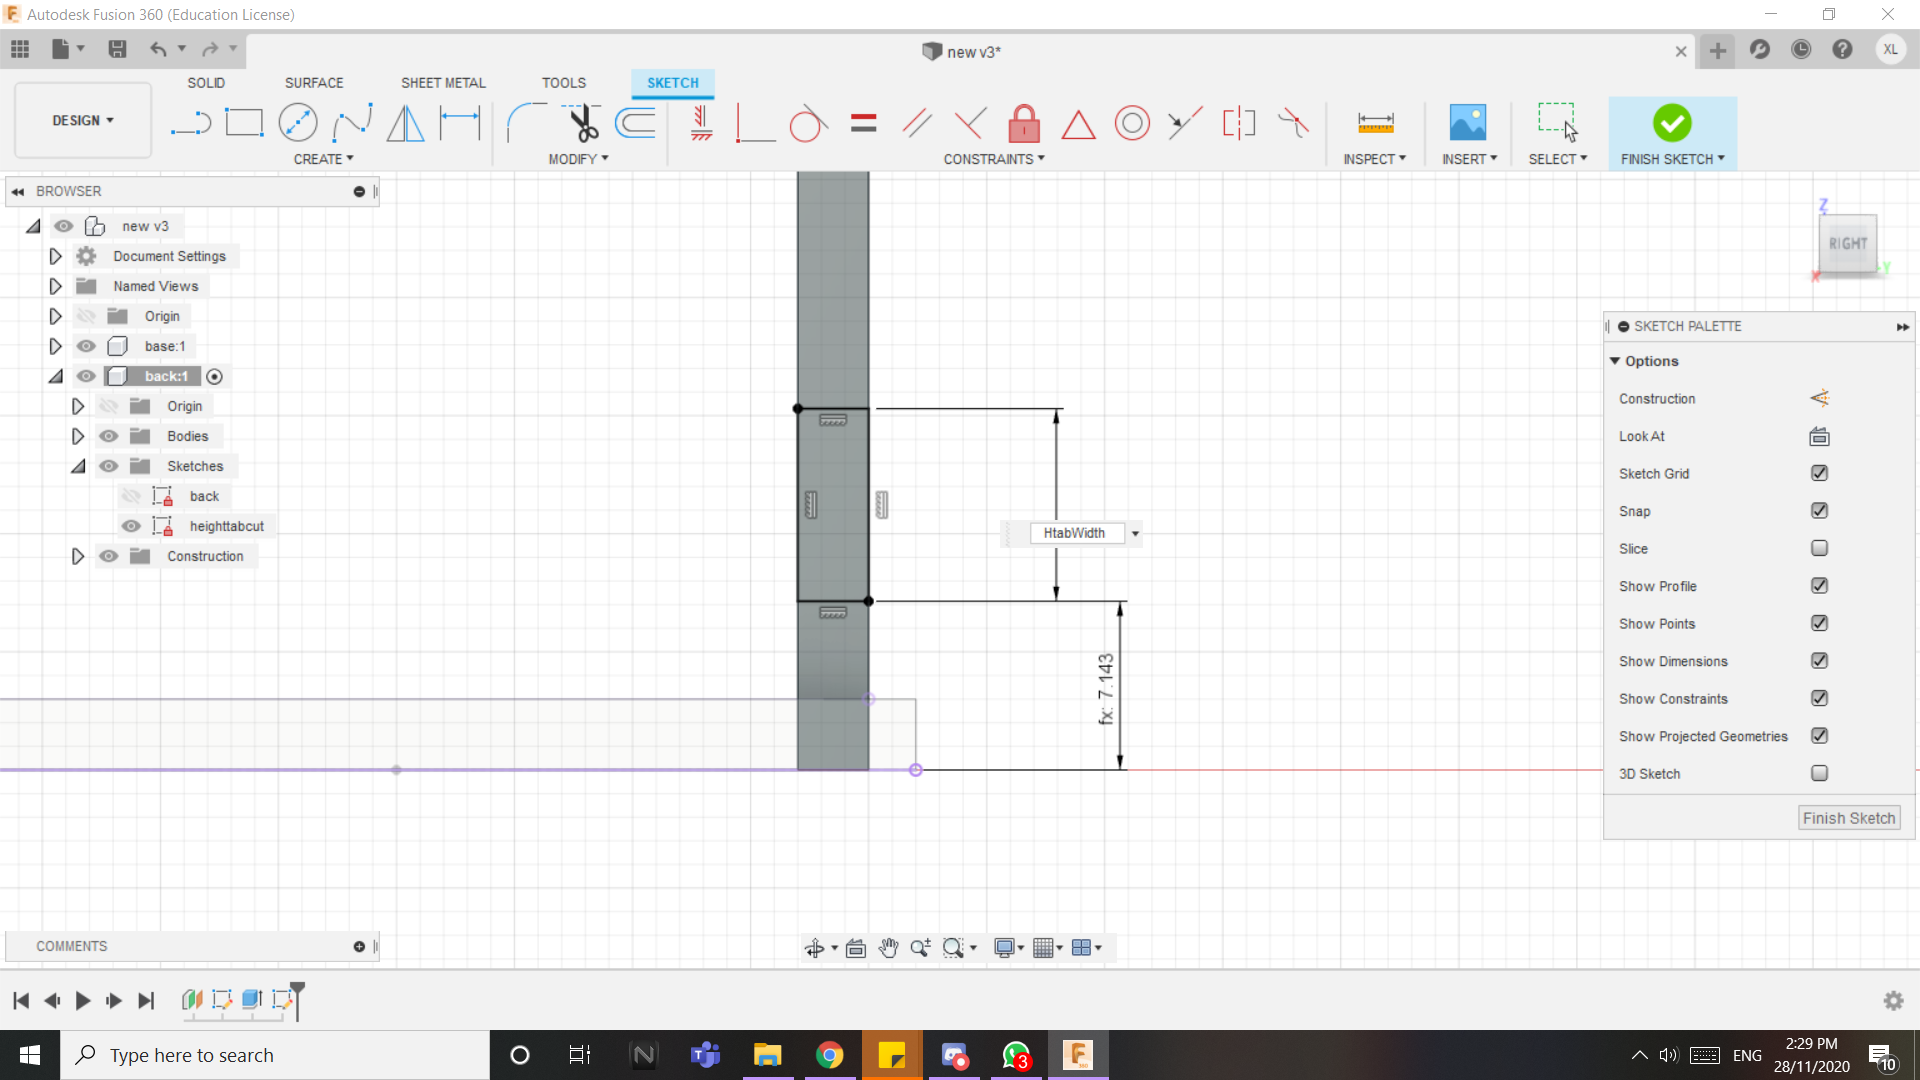 Autodesk Fusion 360 (Education License)
new v3*
XL
SOLID SURFACE SHEET METAL TOOLS SKETCH
DESIGN
CREATE MODIFY CONSTRAINTS INSPECT INSERT SELECT FINISH SKETCH
BROWSER
new v3
Document Settings
Named Views
Origin
base:1
back:1
Origin
Bodies
Sketches
back
heighttabcut
Construction
HtabWidth
fx: 7.143
Z
RIGHT
X
Y
SKETCH PALETTE
Options
Construction
Look At
Sketch Grid
Snap
Slice
Show Profile
Show Points
Show Dimensions
Show Constraints
Show Projected Geometries
3D Sketch
Finish Sketch
COMMENTS
Type here to search
3
ENG
2:29 PM
28/11/2020
10